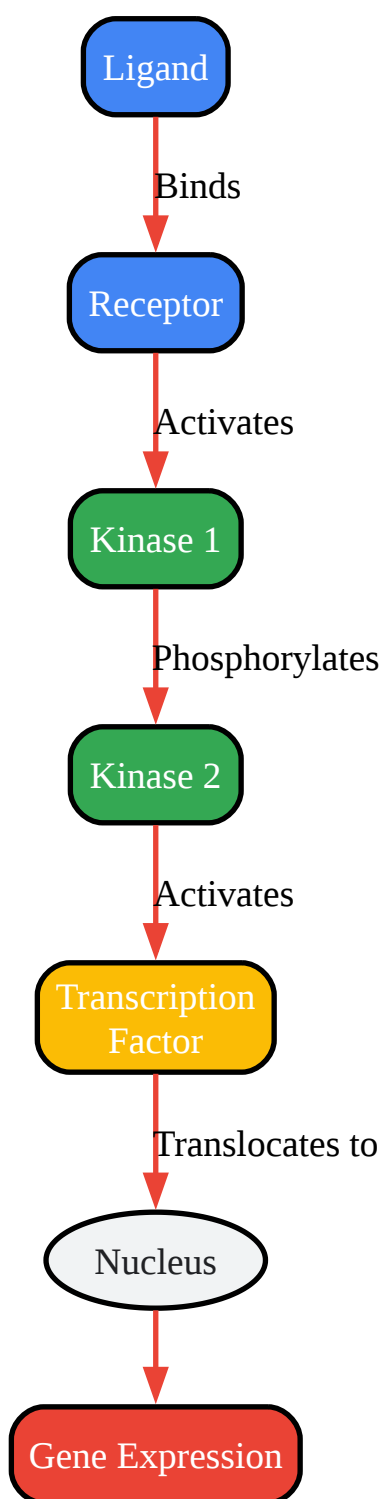 Ligand
Binds
Receptor
Activates
Kinase 1
Phosphorylates
Kinase 2
Activates
Transcription
Factor
Translocates to
Nucleus
Gene Expression